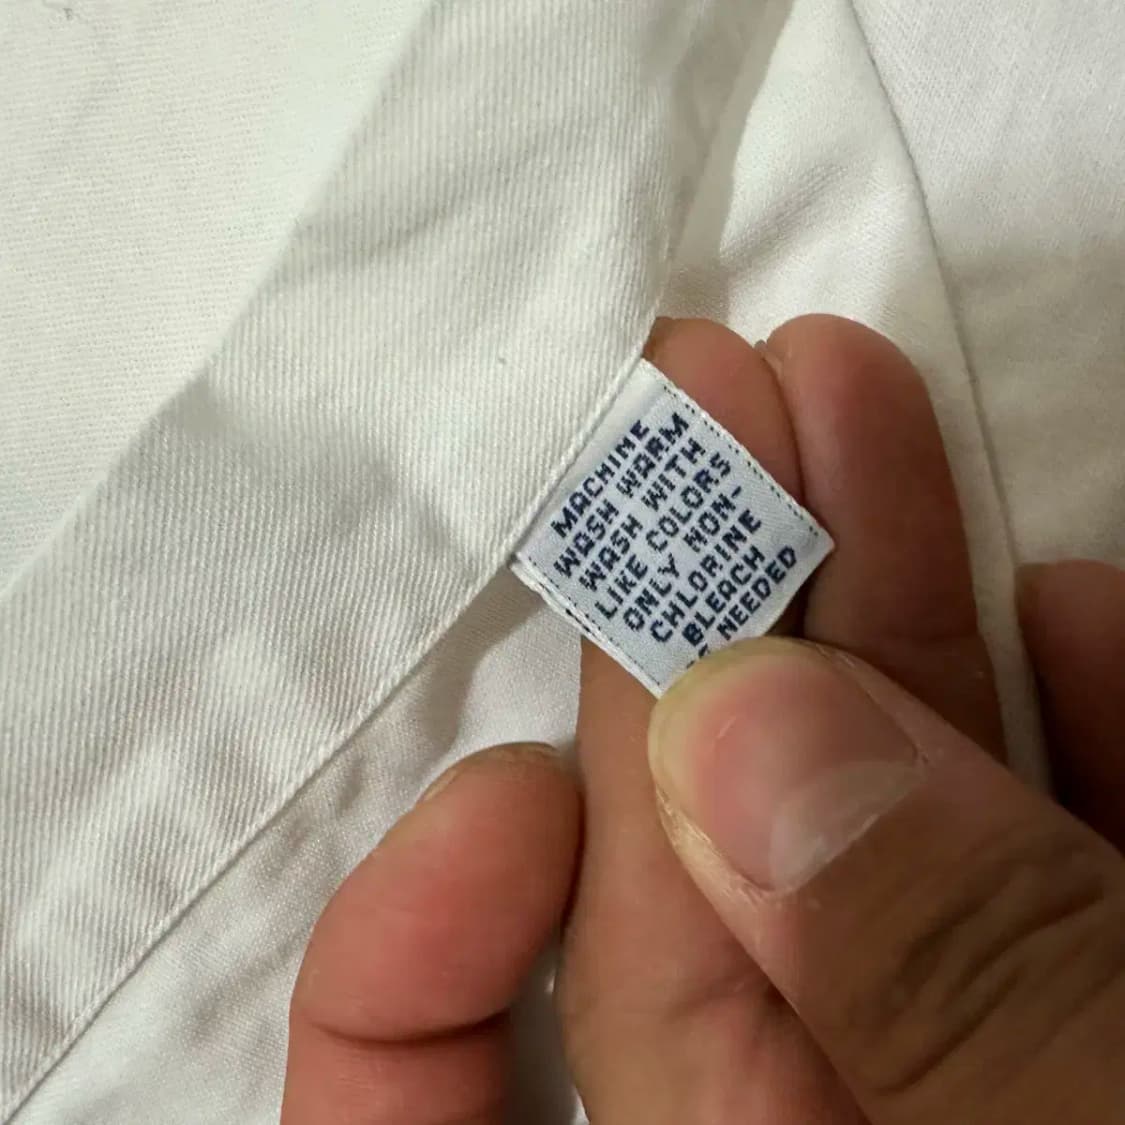 MACHINE
WASH WARM
WASH WITH
LIKE COLORS
ONLY NON-
CHLORINE
BLEACH
NEEDED